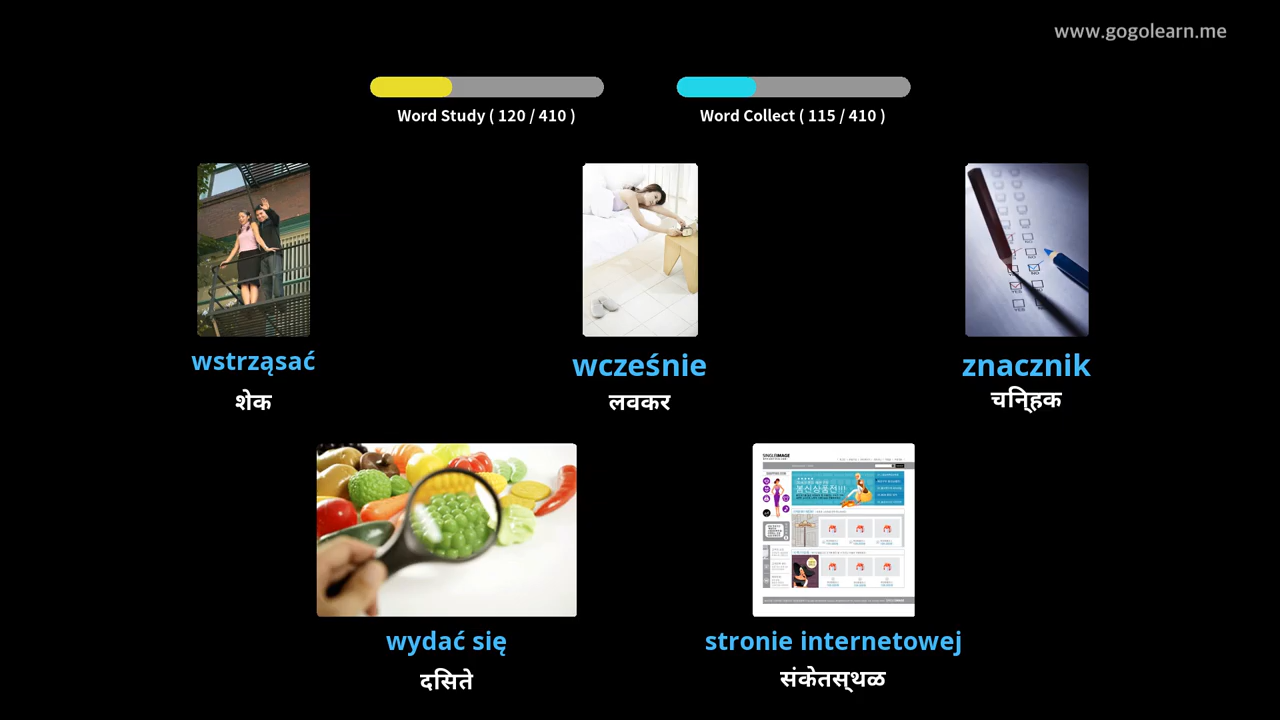 www.gogolearn.me
Word Study ( 120 / 410 )
Word Collect ( 115 / 410 )
wstrząsać
शेक
wcześnie
लवकर
znacznik
चिन्हक
wydać się
दिसते
stronie internetowej
संकेतस्थळ